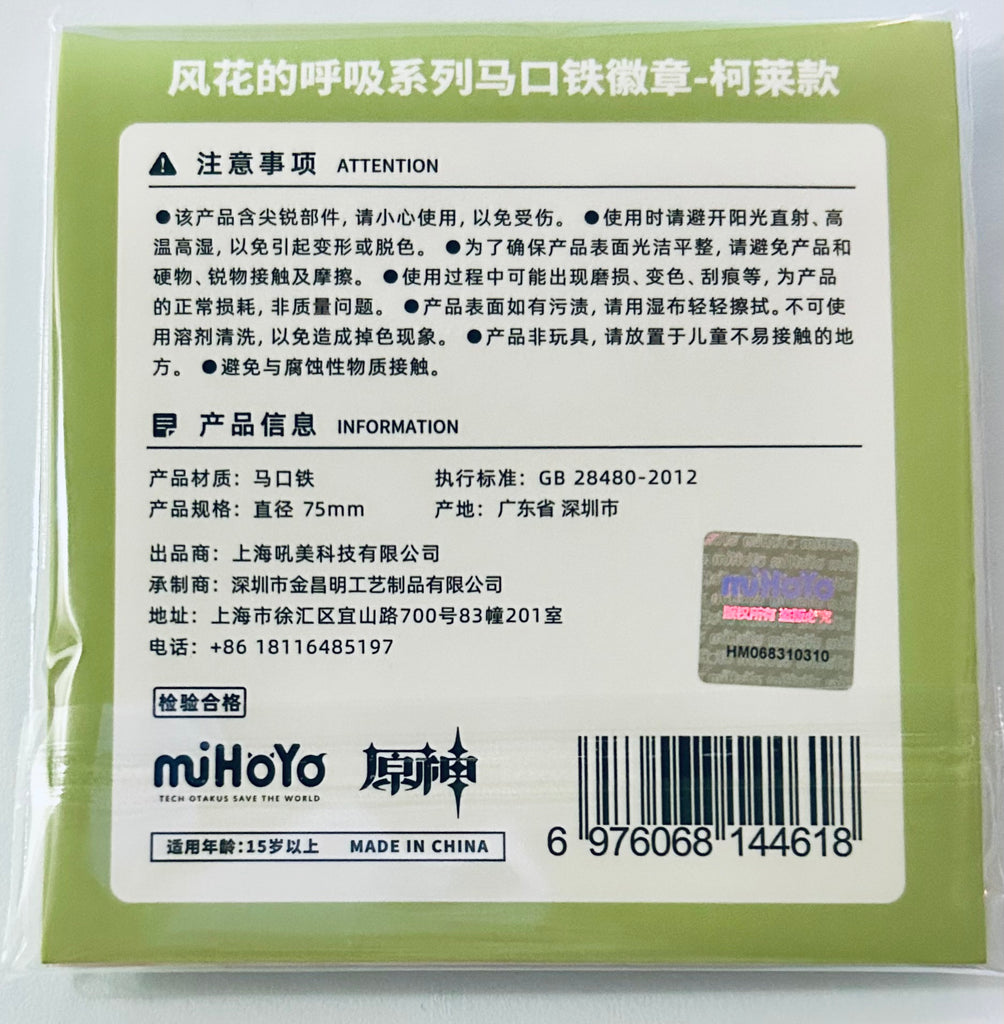 风花的呼吸系列马口铁徽章-柯莱款
注意事项 ATTENTION
●该产品含尖锐部件,请小心使用,以免受伤。 ●使用时请避开阳光直射、高
温高湿,以免引起变形或脱色。 ●为了确保产品表面光洁平整,请避免产品和
硬物、锐物接触及摩擦。 ●使用过程中可能出现磨损、变色、刮痕等,为产品
的正常损耗,非质量问题。 ●产品表面如有污渍,请用湿布轻轻擦拭。不可使
用溶剂清洗,以免造成掉色现象。 ●产品非玩具,请放置于儿童不易接触的地
方。 ●避免与腐蚀性物质接触。
产品信息 INFORMATION
产品材质:马口铁 执行标准:GB 28480-2012
产品规格:直径 75mm 产地:广东省 深圳市
出品商:上海吼美科技有限公司
承制商:深圳市金昌明工艺制品有限公司
地址:上海市徐汇区宜山路700号83幢201室
电话:+86 18116485197
miHoYo
版权所有 盗版必究
HM068310310
检验合格
miHoYo
TECH OTAKUS SAVE THE WORLD
原神
适用年龄:15岁以上 MADE IN CHINA
6 976068 144618